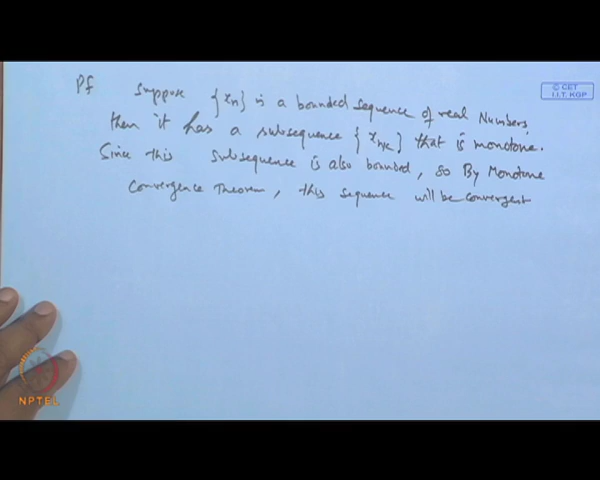 Pf Suppose {xn} is a bounded sequence of real Numbers,
then it has a subsequence {xnk} that is monotone.
Since this subsequence is also bounded, so By Monotone
Convergence Theorem, this sequence will be convergent
© CET
I.I.T. KGP
NPTEL